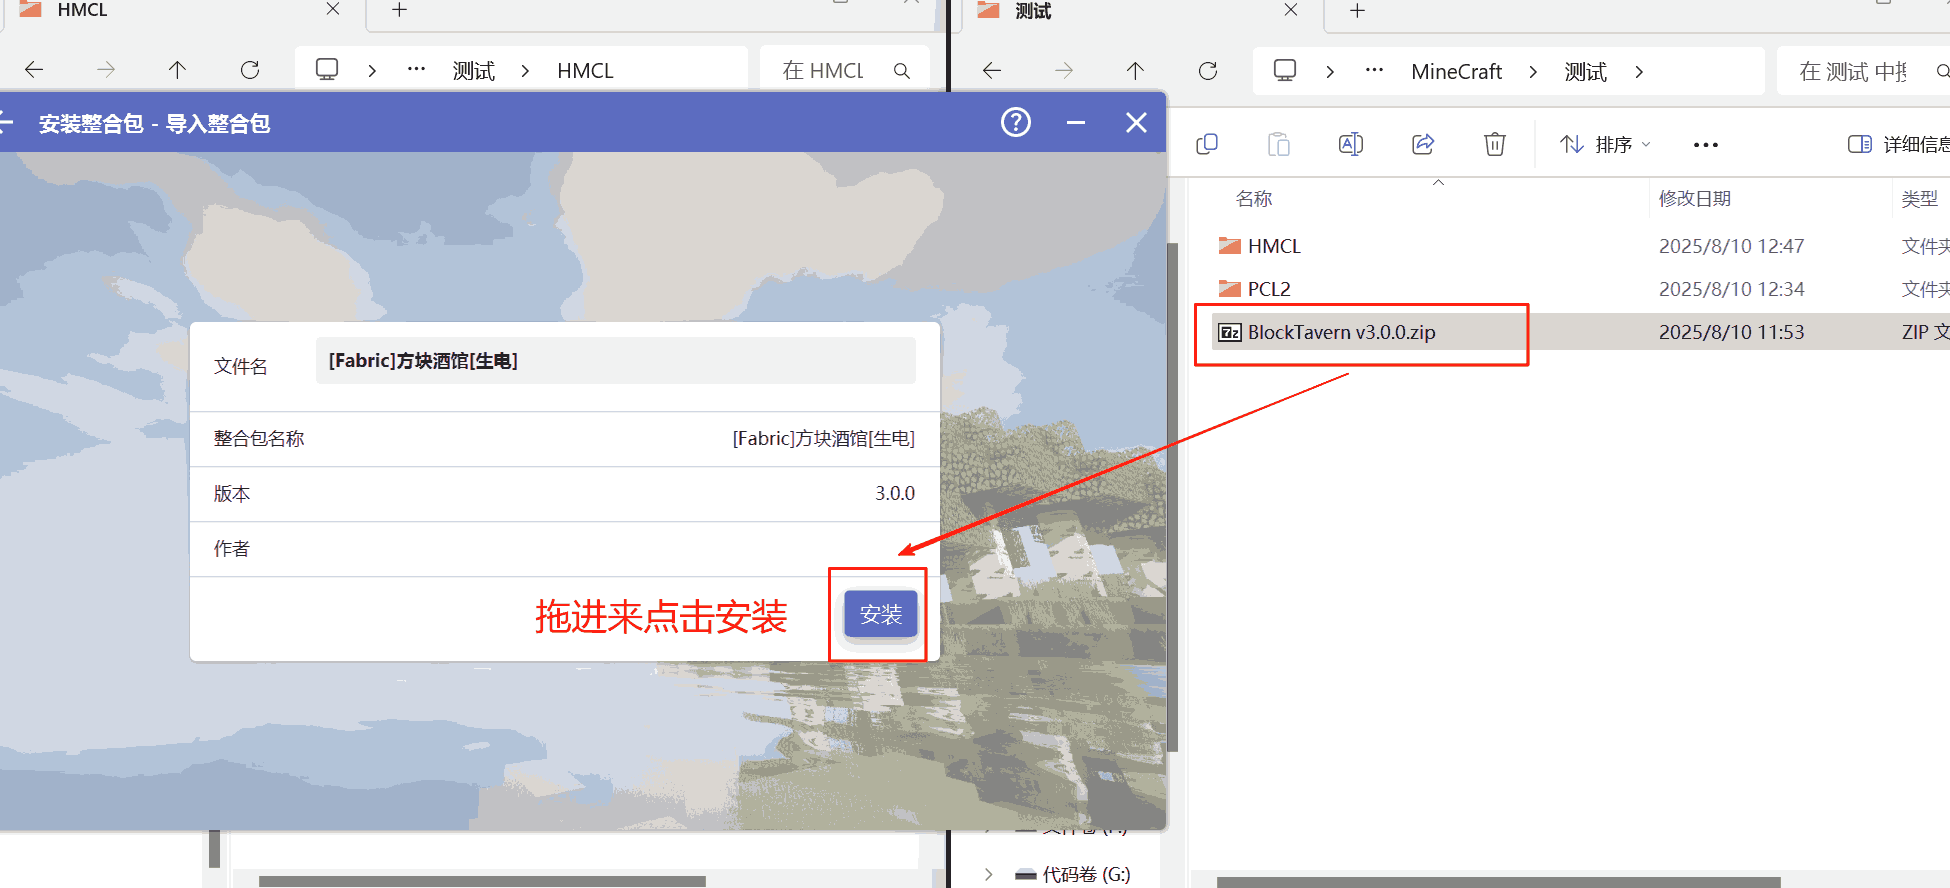 HMCL
测试
测试 HMCL
在 HMCL
MineCraft 测试
在 测试 中
安装整合包 - 导入整合包
排序
详细信息
名称
修改日期
类型
HMCL
2025/8/10 12:47
文件夹
PCL2
2025/8/10 12:34
文件夹
BlockTavern v3.0.0.zip
2025/8/10 11:53
ZIP 文
文件名
[Fabric]方块酒馆[生电]
整合包名称
[Fabric]方块酒馆[生电]
版本
3.0.0
作者
拖进来点击安装
安装
代码卷 (G:)